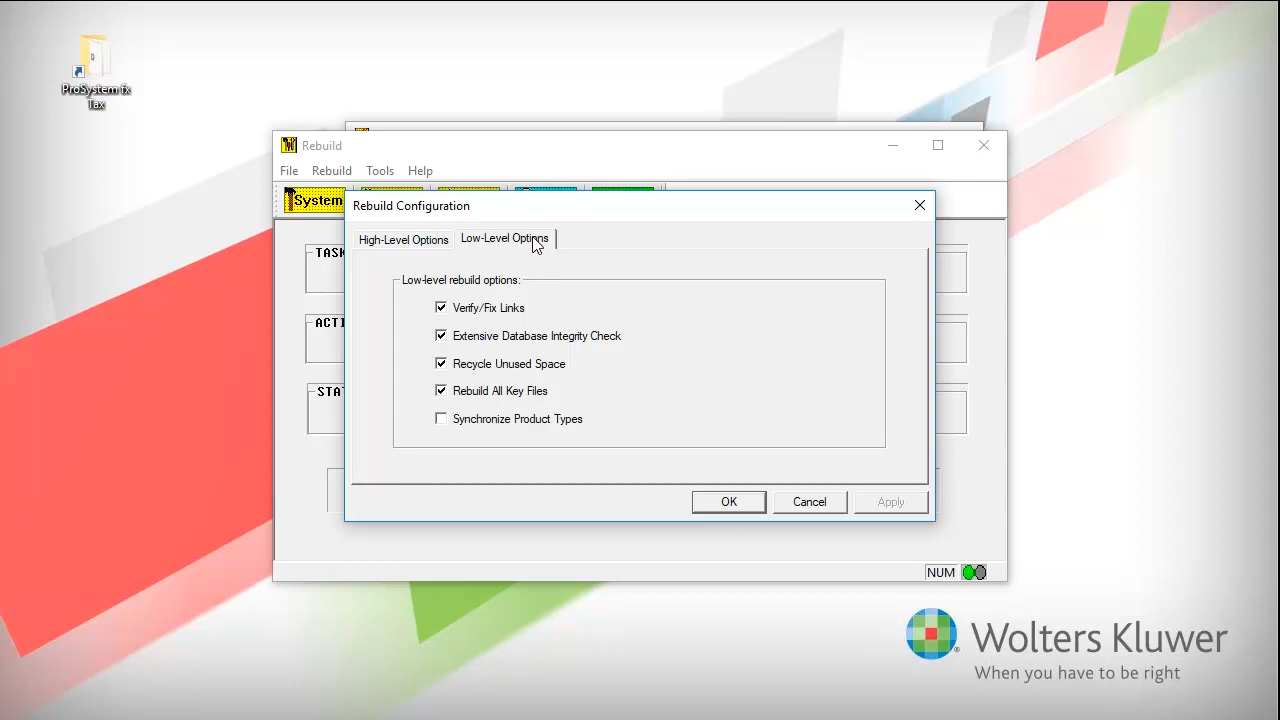 ProSystem fx
Tax
Rebuild
File Rebuild Tools Help
System
Rebuild Configuration
High-Level Options Low-Level Options
TASK
Low-level rebuild options:
Verify/Fix Links
ACTI
Extensive Database Integrity Check
Recycle Unused Space
STAT
Rebuild All Key Files
Synchronize Product Types
OK Cancel Apply
NUM
Wolters Kluwer
When you have to be right